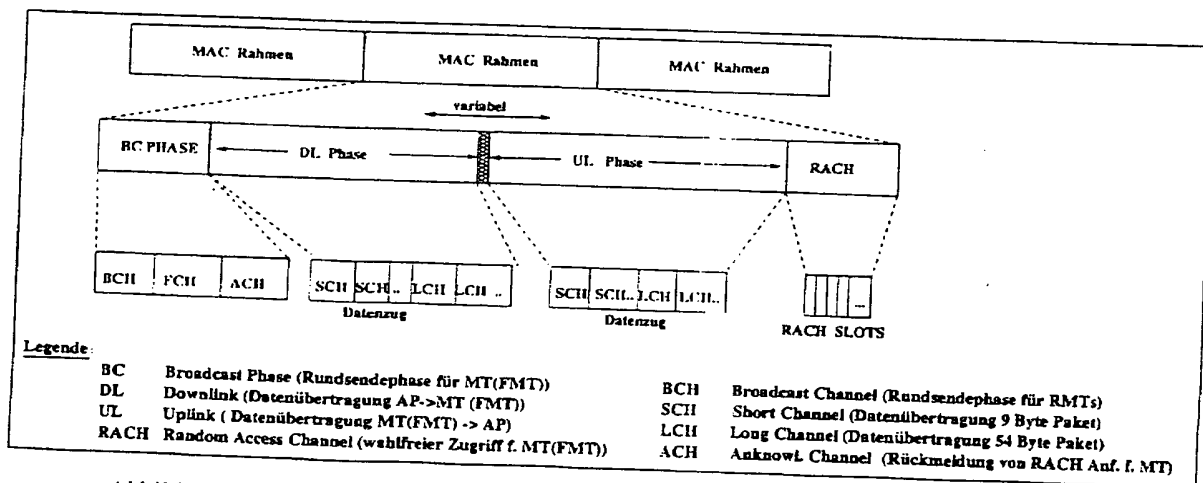 MAC Rahmen MAC Rahmen MAC Rahmen
variabel
BC PHASE DL Phase UL Phase RACH
BCH FCH ACH SCH SCH .. LCH LCH .. SCH SCH.. LCH LCH.. ...
Datenzug Datenzug RACH SLOTS
Legende:
BC Broadcast Phase (Rundsendephase für MT(FMT))
DL Downlink (Datenübertragung AP->MT (FMT))
UL Uplink ( Datenübertragung MT(FMT) -> AP)
RACH Random Access Channel (wahlfreier Zugriff f. MT(FMT))
BCH Broadcast Channel (Rundsendephase für RMTs)
SCH Short Channel (Datenübertragung 9 Byte Paket)
LCH Long Channel (Datenübertragung 54 Byte Paket)
ACH Anknowl. Channel (Rückmeldung von RACH Anf. f. MT)